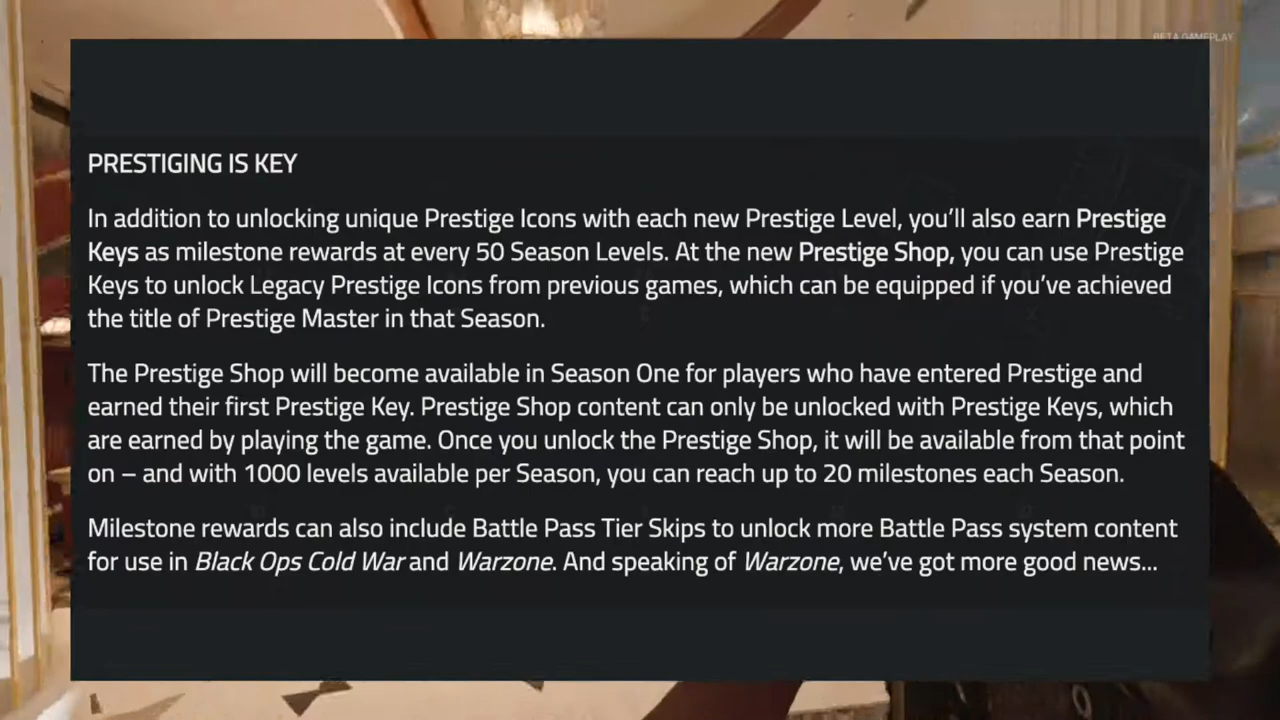 BETA GAMEPLAY
PRESTIGING IS KEY
In addition to unlocking unique Prestige Icons with each new Prestige Level, you’ll also earn Prestige
Keys as milestone rewards at every 50 Season Levels. At the new Prestige Shop, you can use Prestige
Keys to unlock Legacy Prestige Icons from previous games, which can be equipped if you’ve achieved
the title of Prestige Master in that Season.
The Prestige Shop will become available in Season One for players who have entered Prestige and
earned their first Prestige Key. Prestige Shop content can only be unlocked with Prestige Keys, which
are earned by playing the game. Once you unlock the Prestige Shop, it will be available from that point
on – and with 1000 levels available per Season, you can reach up to 20 milestones each Season.
Milestone rewards can also include Battle Pass Tier Skips to unlock more Battle Pass system content
for use in Black Ops Cold War and Warzone. And speaking of Warzone, we’ve got more good news...